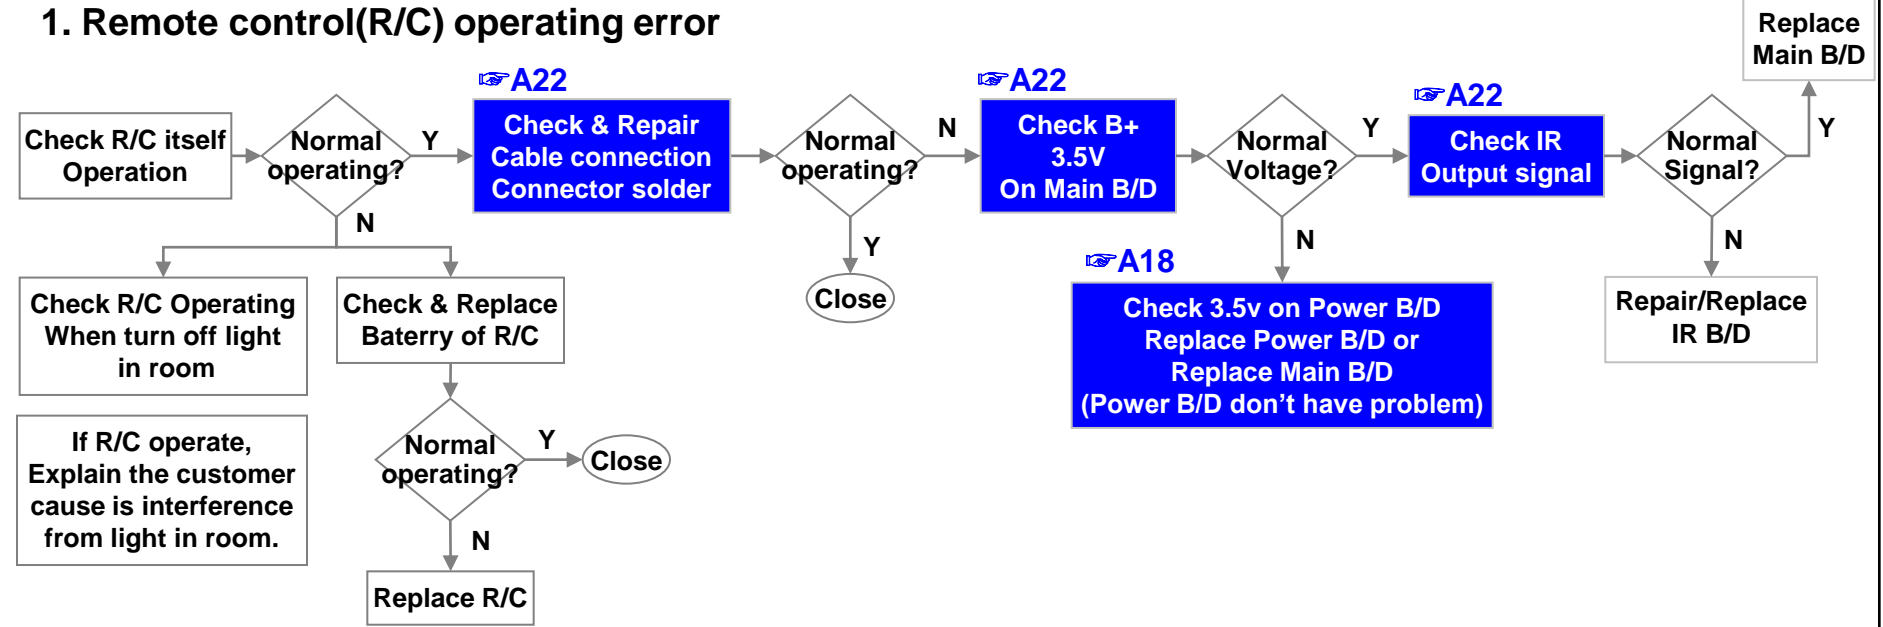 1. Remote control(R/C) operating error
Replace
Main B/D
☞A22
☞A22
☞A22
Check R/C itself
Operation
Normal
operating?
Y
Check & Repair
Cable connection
Connector solder
Normal
operating?
N
Check B+
3.5V
On Main B/D
Normal
Voltage?
Y
Check IR
Output signal
Normal
Signal?
Y
N
Y
N
N
Check R/C Operating
When turn off light
in room
Check & Replace
Baterry of R/C
Close
☞A18
Check 3.5v on Power B/D
Replace Power B/D or
Replace Main B/D
(Power B/D don't have problem)
Repair/Replace
IR B/D
If R/C operate,
Explain the customer
cause is interference
from light in room.
Normal
operating?
Y
Close
N
Replace R/C